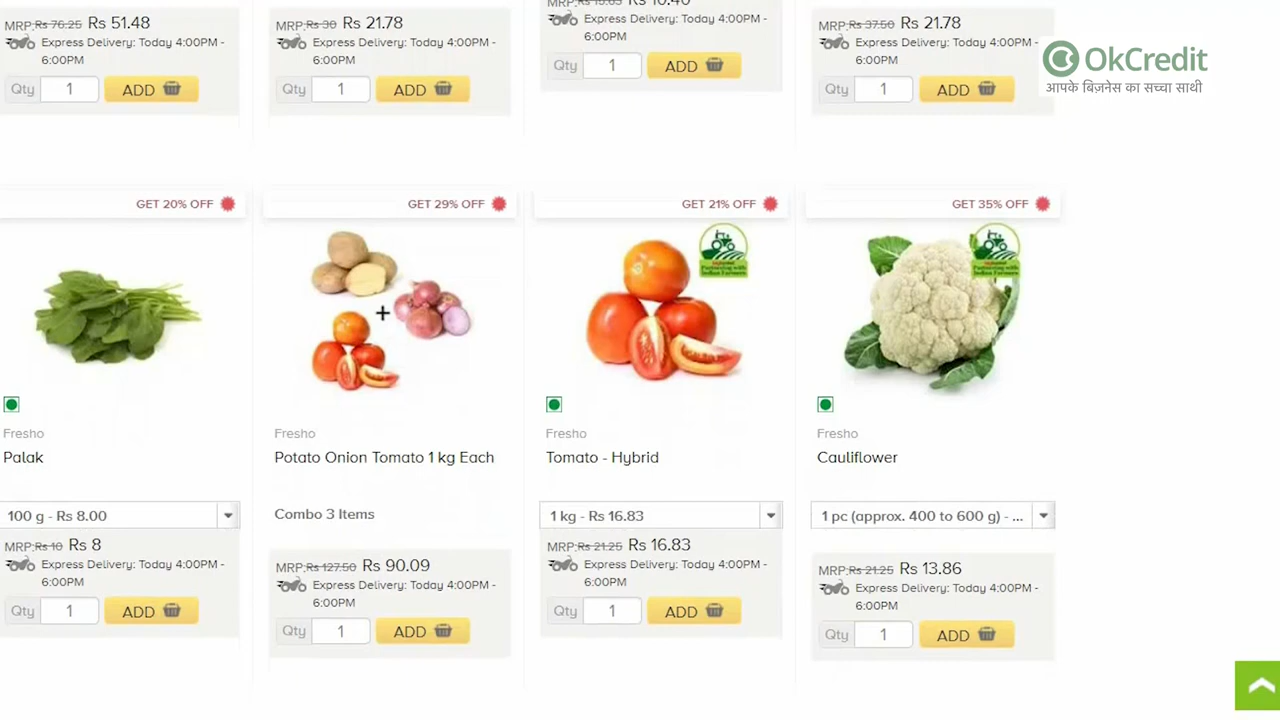 MRP:Rs 76.25 Rs 51.48
Express Delivery: Today 4:00PM -
6:00PM
Qty 1 ADD
MRP:Rs 30 Rs 21.78
Express Delivery: Today 4:00PM -
6:00PM
Qty 1 ADD
Express Delivery: Today 4:00PM -
6:00PM
Qty 1 ADD
MRP:Rs 37.50 Rs 21.78
Express Delivery: Today 4:00PM -
6:00PM
Qty 1 ADD
OkCredit
आपके बिज़नेस का सच्चा साथी
GET 20% OFF
Fresho
Palak
100 g - Rs 8.00
MRP:Rs 10 Rs 8
Express Delivery: Today 4:00PM -
6:00PM
Qty 1 ADD
GET 29% OFF
+
Fresho
Potato Onion Tomato 1 kg Each
Combo 3 Items
MRP:Rs 127.50 Rs 90.09
Express Delivery: Today 4:00PM -
6:00PM
Qty 1 ADD
GET 21% OFF
Partnering with
Indian Farmers
Fresho
Tomato - Hybrid
1 kg - Rs 16.83
MRP:Rs 21.25 Rs 16.83
Express Delivery: Today 4:00PM -
6:00PM
Qty 1 ADD
GET 35% OFF
Partnering with
Indian Farmers
Fresho
Cauliflower
1 pc (approx. 400 to 600 g) - ...
MRP:Rs 21.25 Rs 13.86
Express Delivery: Today 4:00PM -
6:00PM
Qty 1 ADD